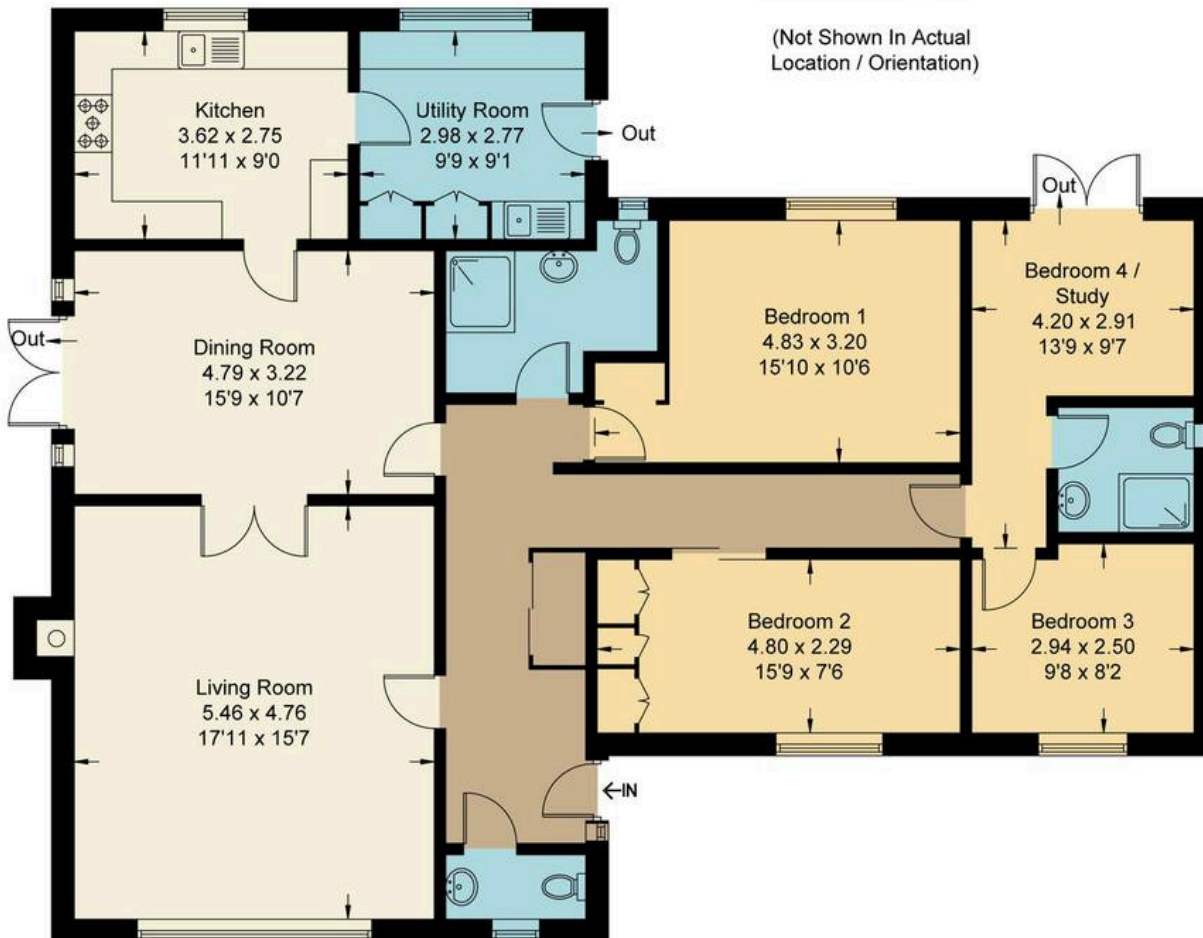 (Not Shown In Actual
Location / Orientation)
Kitchen
3.62 x 2.75
11'11 x 9'0
Utility Room
2.98 x 2.77
9'9 x 9'1
Out
Out
Bedroom 4 /
Study
4.20 x 2.91
13'9 x 9'7
Bedroom 1
4.83 x 3.20
15'10 x 10'6
Out
Dining Room
4.79 x 3.22
15'9 x 10'7
Bedroom 2
4.80 x 2.29
15'9 x 7'6
Bedroom 3
2.94 x 2.50
9'8 x 8'2
Living Room
5.46 x 4.76
17'11 x 15'7
IN